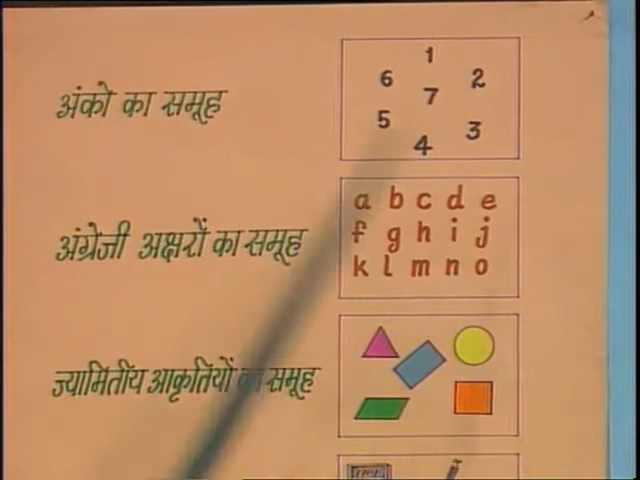 अंको का समूह
1
6 2
7
5 3
4
अंग्रेजी अक्षरों का समूह
a b c d e
f g h i j
k l m n o
ज्यामितीय आकृतियों का समूह